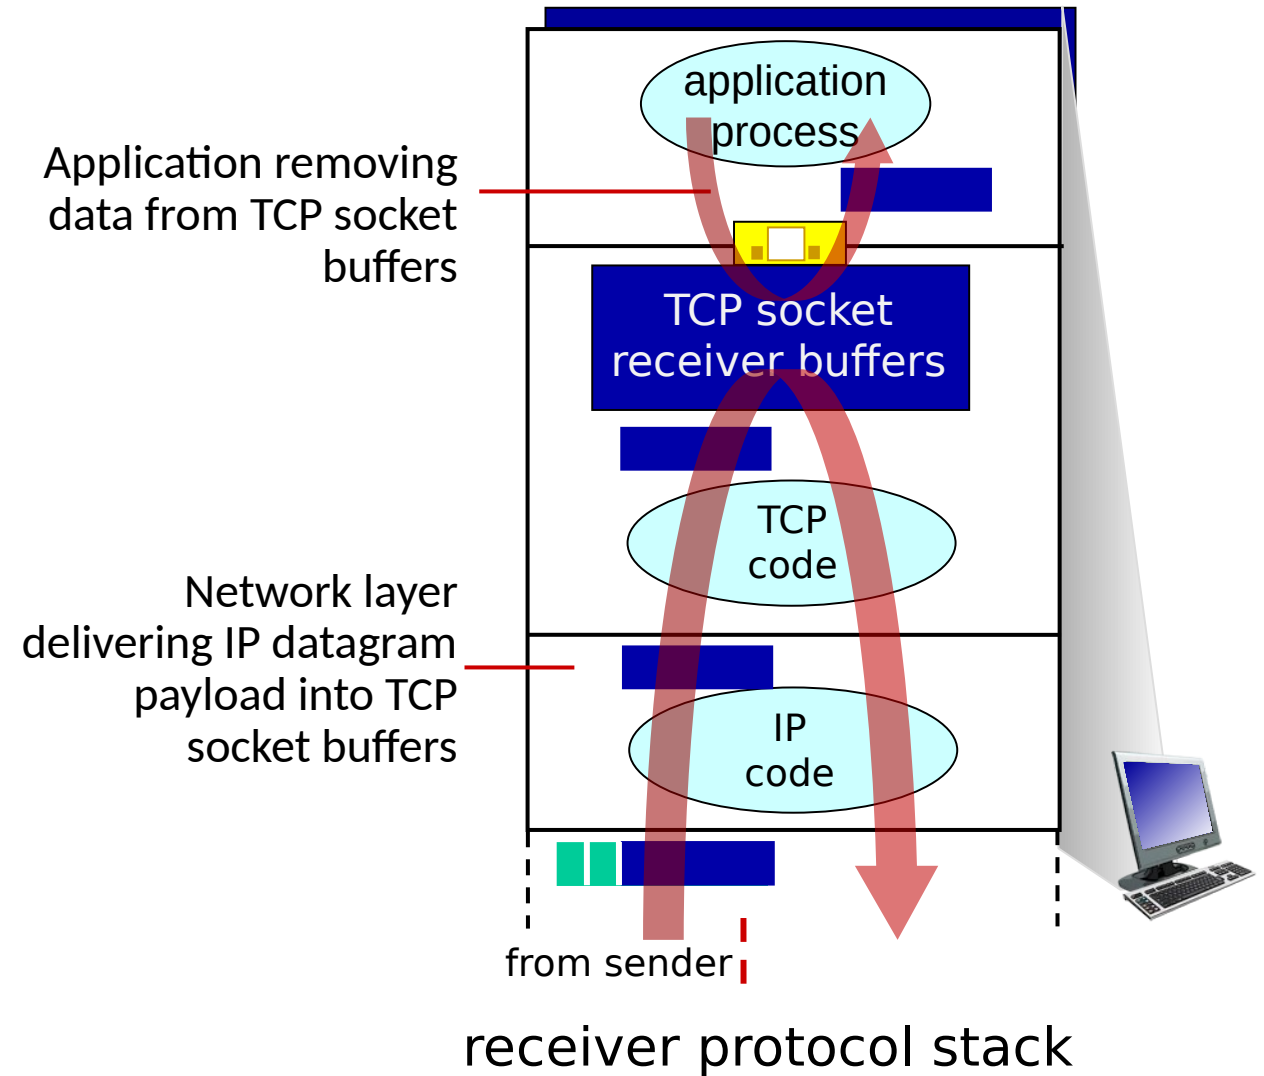 application
process
Application removing
data from TCP socket
buffers
TCP socket
receiver buffers
TCP
code
Network layer
delivering IP datagram
payload into TCP
socket buffers
IP
code
from sender
receiver protocol stack